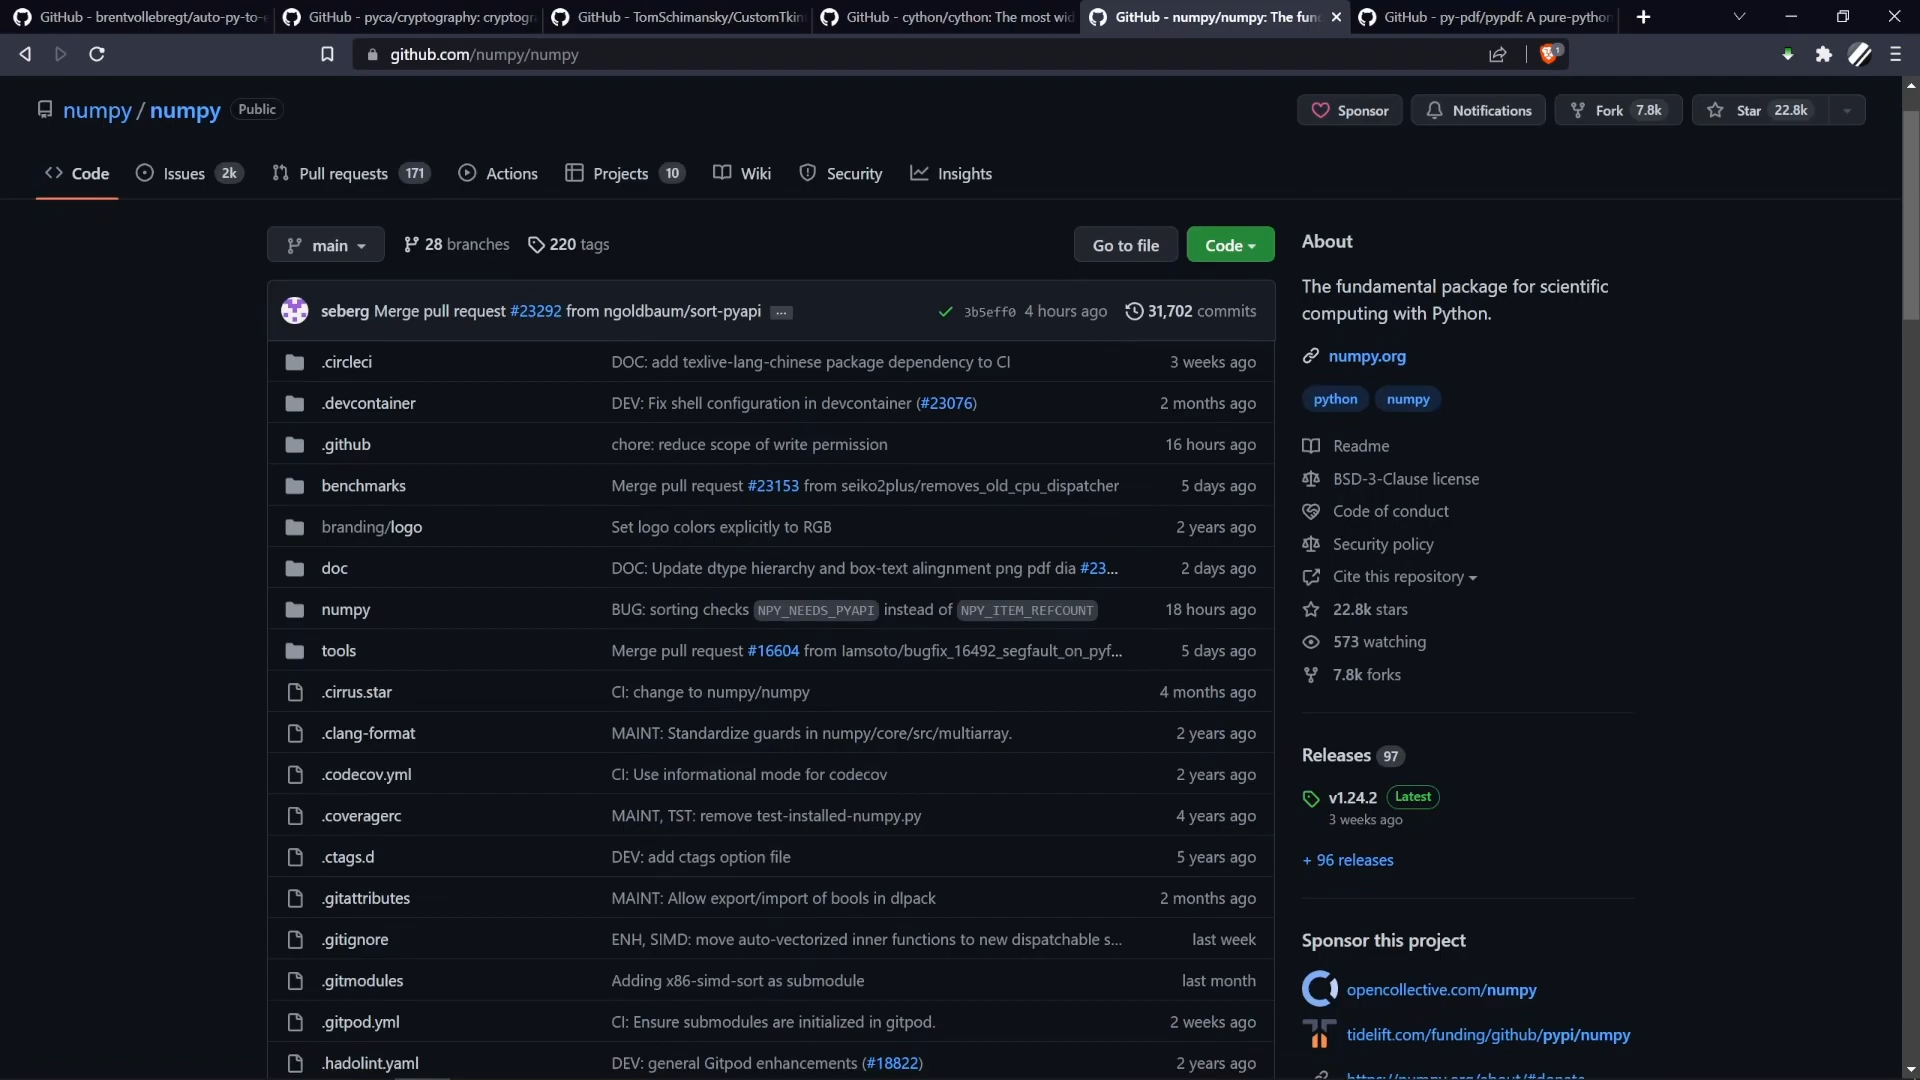 GitHub - brentvollebregt/auto-py-to-e
GitHub - pyca/cryptography: cryptogr
GitHub - TomSchimansky/CustomTkin
GitHub - cython/cython: The most wid
GitHub - numpy/numpy: The fun
GitHub - py-pdf/pypdf: A pure-python
github.com/numpy/numpy
1
numpy / numpy Public
Sponsor
Notifications
Fork 7.8k
Star 22.8k
Code
Issues 2k
Pull requests 171
Actions
Projects 10
Wiki
Security
Insights
main
28 branches
220 tags
Go to file
Code
seberg Merge pull request #23292 from ngoldbaum/sort-pyapi ...
3b5eff0 4 hours ago
31,702 commits
.circleci DOC: add texlive-lang-chinese package dependency to CI 3 weeks ago
.devcontainer DEV: Fix shell configuration in devcontainer (#23076) 2 months ago
.github chore: reduce scope of write permission 16 hours ago
benchmarks Merge pull request #23153 from seiko2plus/removes_old_cpu_dispatcher 5 days ago
branding/logo Set logo colors explicitly to RGB 2 years ago
doc DOC: Update dtype hierarchy and box-text alingnment png pdf dia #23... 2 days ago
numpy BUG: sorting checks NPY_NEEDS_PYAPI instead of NPY_ITEM_REFCOUNT 18 hours ago
tools Merge pull request #16604 from Iamsoto/bugfix_16492_segfault_on_pyf... 5 days ago
.cirrus.star CI: change to numpy/numpy 4 months ago
.clang-format MAINT: Standardize guards in numpy/core/src/multiarray. 2 years ago
.codecov.yml CI: Use informational mode for codecov 2 years ago
.coveragerc MAINT, TST: remove test-installed-numpy.py 4 years ago
.ctags.d DEV: add ctags option file 5 years ago
.gitattributes MAINT: Allow export/import of bools in dlpack 2 months ago
.gitignore ENH, SIMD: move auto-vectorized inner functions to new dispatchable s... last week
.gitmodules Adding x86-simd-sort as submodule last month
.gitpod.yml CI: Ensure submodules are initialized in gitpod. 2 weeks ago
.hadolint.yaml DEV: general Gitpod enhancements (#18822) 2 years ago
About
The fundamental package for scientific
computing with Python.
numpy.org
python numpy
Readme
BSD-3-Clause license
Code of conduct
Security policy
Cite this repository
22.8k stars
573 watching
7.8k forks
Releases 97
v1.24.2 Latest
3 weeks ago
+ 96 releases
Sponsor this project
opencollective.com/numpy
tidelift.com/funding/github/pypi/numpy
https://numpy.org/about/#donate